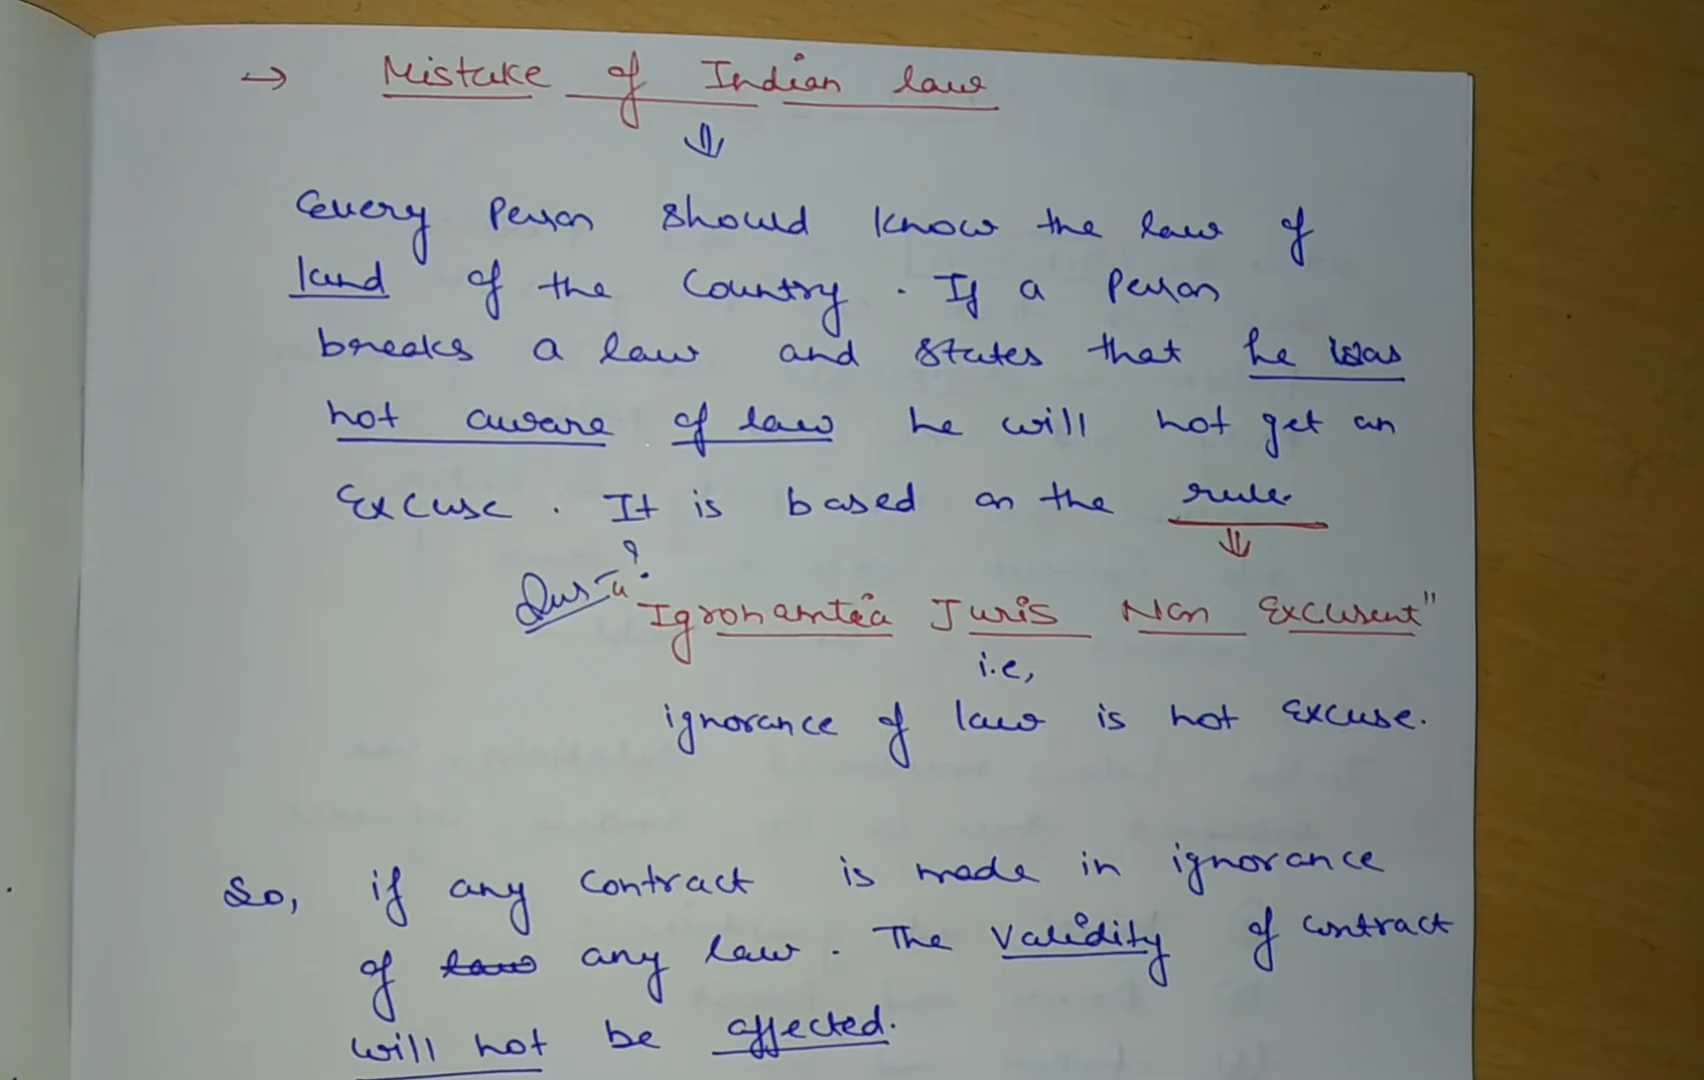 → Mistake of Indian law
⇓
Every Person should know the law of
land of the Country. If a Person
breaks a law and states that he was
not aware of law he will not get an
Excuse. It is based on the rule
⇓
Qus-?
"Igronamtia Juris Non Excusent"
i.e,
ignorance of law is not Excuse.
So, if any Contract is made in ignorance
of law any law. The validity of contract
will not be affected.